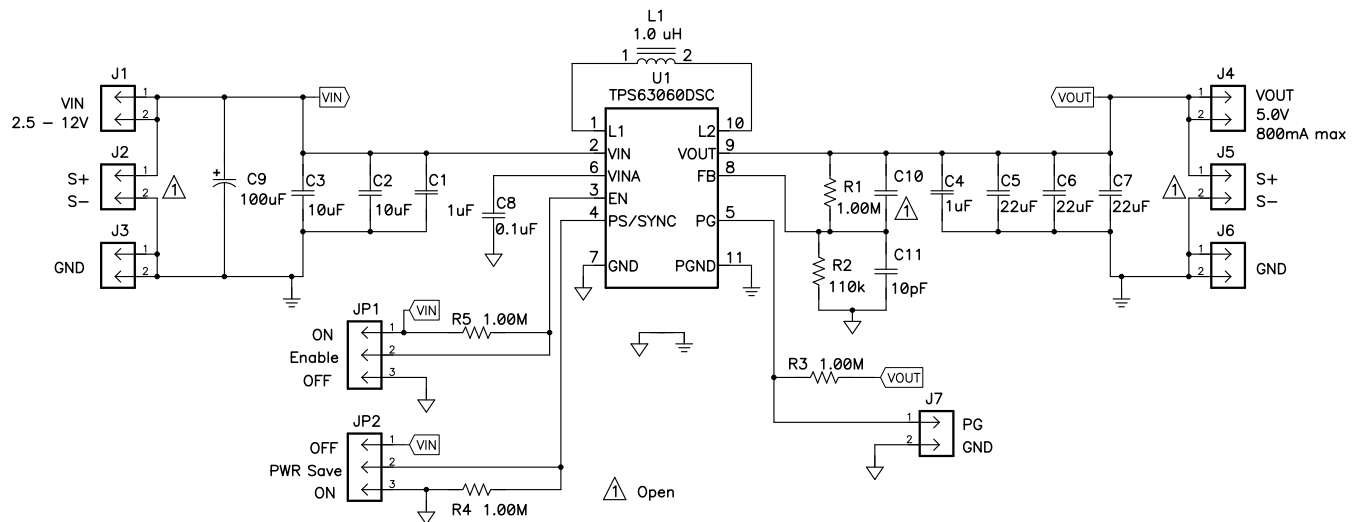 L1
1.0 uH
1 2
U1
TPS63060DSC
J1
VIN
2.5 - 12V
1
2
VIN
J2
S+
S-
1
2
1
J3
GND
1
2
+
C9
100uF
C3
10uF
C2
10uF
C1
1uF
C8
0.1uF
1 L1
2 VIN
6 VINA
3 EN
4 PS/SYNC
7 GND
L2 10
VOUT 9
FB 8
PG 5
PGND 11
R1
1.00M
C10
1
R2
110k
C11
10pF
C4
1uF
C5
22uF
C6
22uF
C7
22uF
VOUT
J4
1
2
VOUT
5.0V
800mA max
J5
1
2
1
S+
S-
J6
1
2
GND
JP1
ON
Enable
OFF
1
2
3
VIN
R5 1.00M
JP2
OFF
PWR Save
ON
1
2
3
VIN
R4 1.00M
R3 1.00M
VOUT
J7
1
2
PG
GND
1 Open